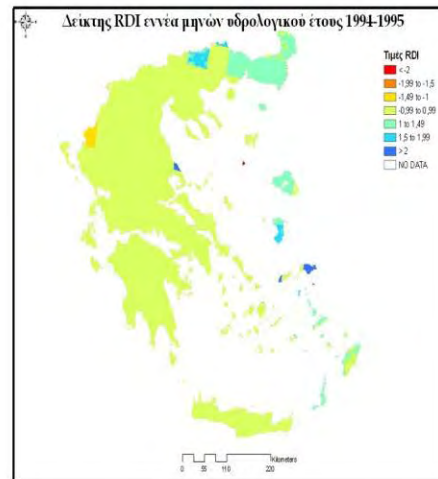 Δείκτης RDI εννέα μηνών υδρολογικού έτους 1994-1995
Τιμές RDI
< -2
-1,99 to -1,5
-1,49 to -1
-0,99 to 0,99
1 to 1,49
1,5 to 1,99
> 2
NO DATA
Kilometers
0 55 110 220